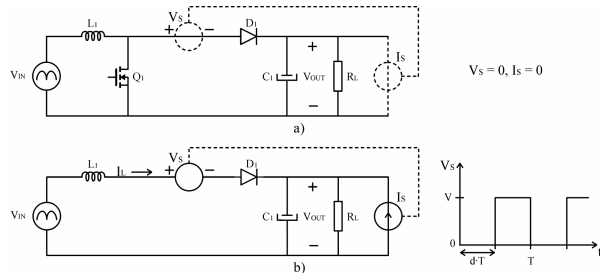 L1
VS
+ −
D1
IS
VIN
Q1
C1
+
VOUT
−
RL
VS = 0, IS = 0
a)
L1
IL
VS
+ −
D1
IS
VIN
C1
+
VOUT
−
RL
b)
VS
V
0
d·T
T
t